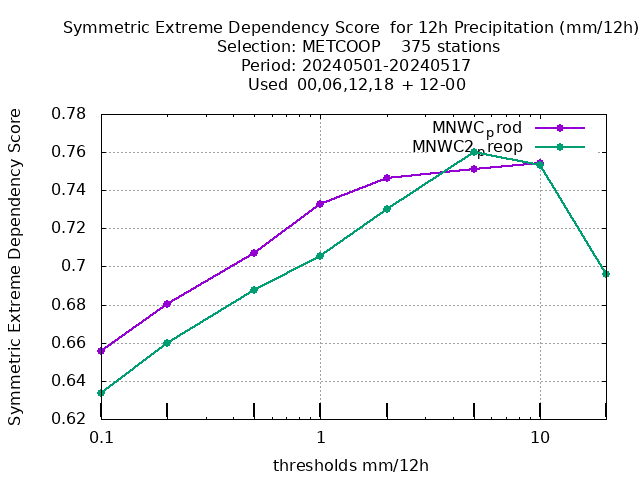 Symmetric Extreme Dependency Score  for 12h Precipitation (mm/12h)
Selection: METCOOP    375 stations
Period: 20240501-20240517
Used  00,06,12,18  + 12-00
Symmetric Extreme Dependency Score
0.78
0.76
0.74
0.72
0.7
0.68
0.66
0.64
0.62
MNWCprod
MNWC2preop
0.1
1
10
thresholds mm/12h